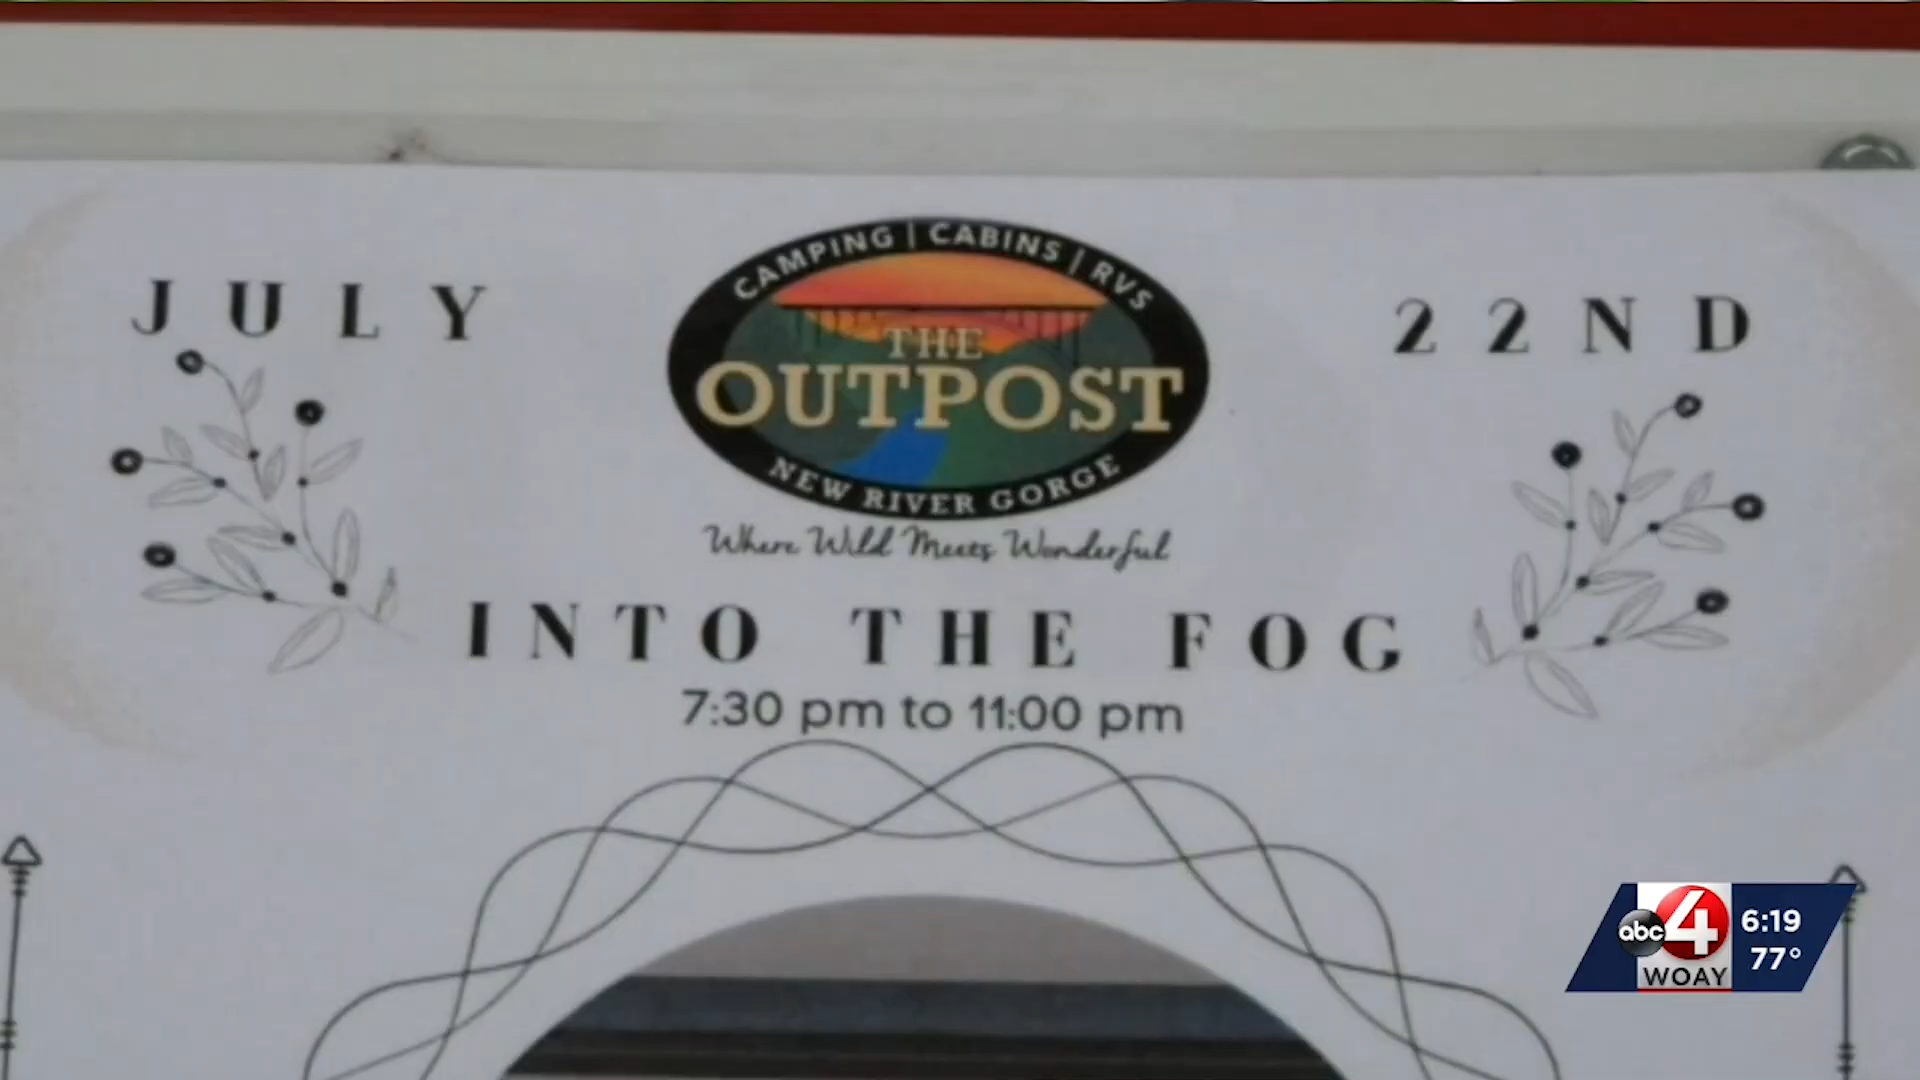 CAMPING | CABINS | RVS
JULY
22ND
THE
OUTPOST
NEW RIVER GORGE
Where Wild Meets Wonderful
INTO THE FOG
7:30 pm to 11:00 pm
abc 4
WOAY
6:19
77°